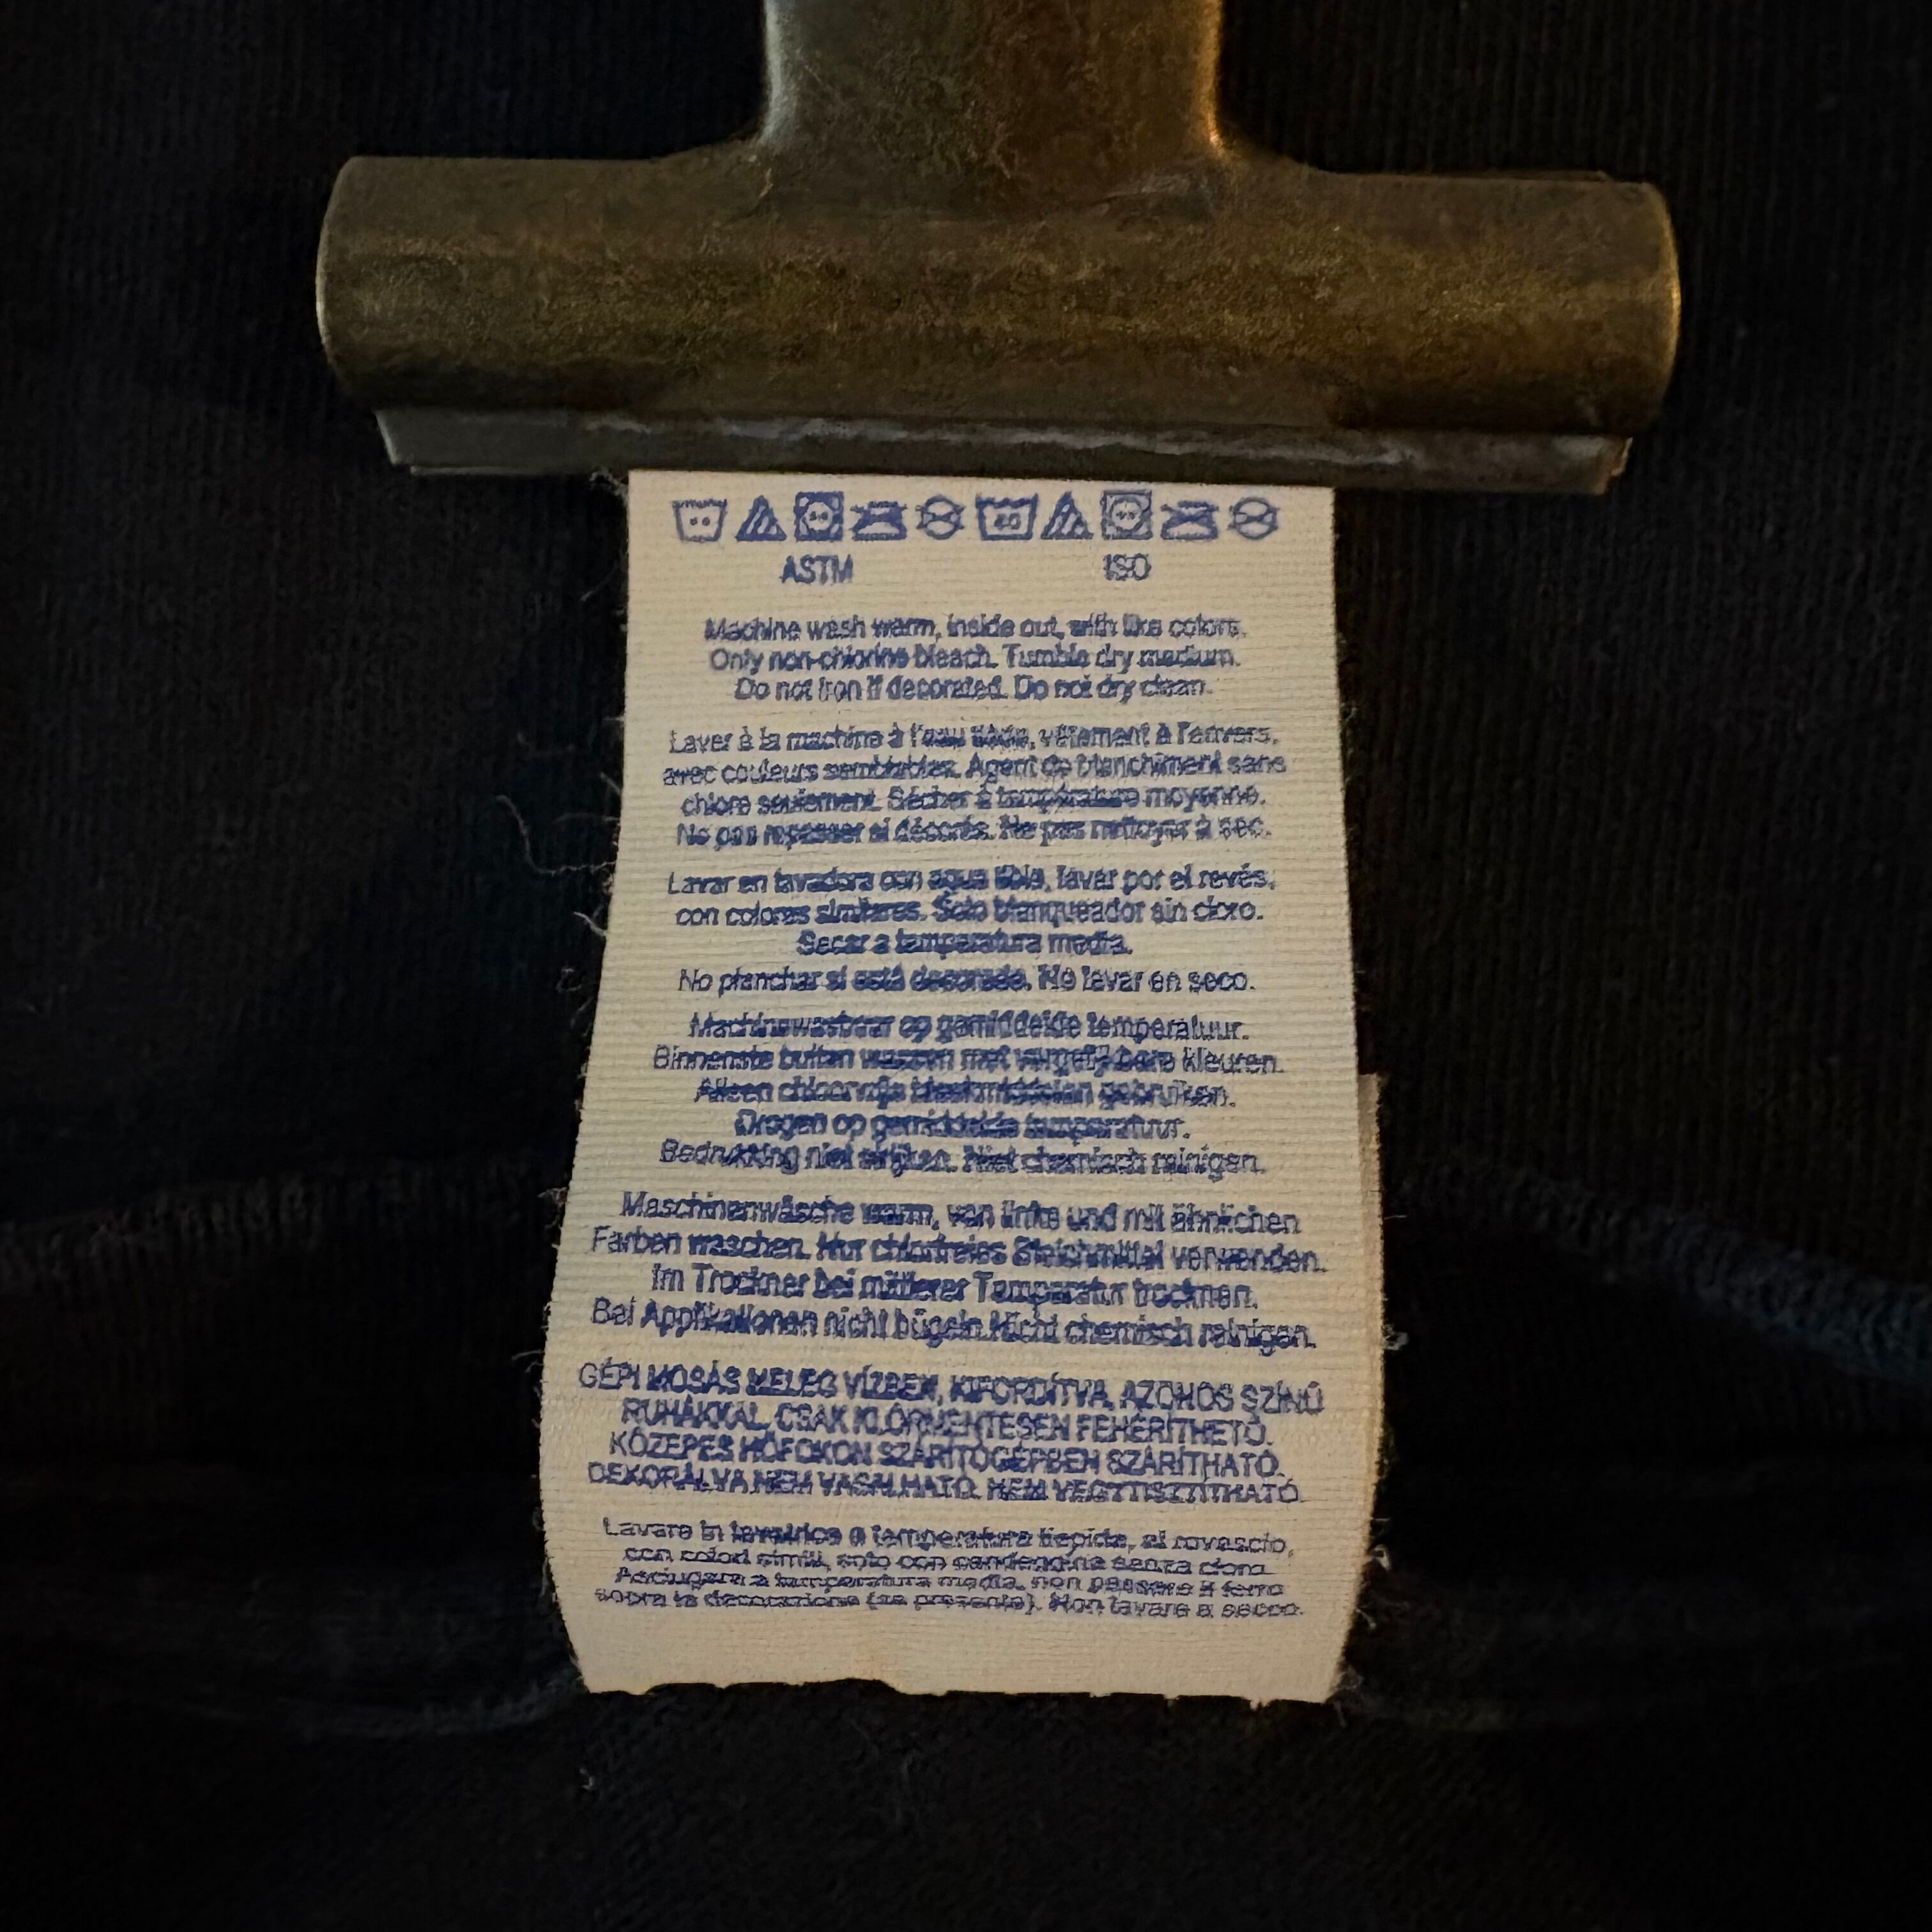 ASTM ISO
Machine wash warm, inside out, with like colors.
Only non-chlorine bleach. Tumble dry medium.
Do not iron if decorated. Do not dry clean.
Laver à la machine à l'eau tiède, vêtement à l'envers,
avec couleurs semblables. Agent de blanchiment sans
chlore seulement. Sécher à température moyenne.
Ne pas repasser si décorés. Ne pas nettoyer à sec.
Lavar en lavadora con agua tibia, lavar por el revés,
con colores similares. Solo blanqueador sin cloro.
Secar a temperatura media.
No planchar si está decorado. No lavar en seco.
Machinewasbaar op gemiddelde temperatuur.
Binnenste buiten wassen met vergelijkbare kleuren.
Alleen chloorvrije bleekmiddelen gebruiken.
Drogen op gemiddelde temperatuur.
Bedrukking niet strijken. Niet chemisch reinigen.
Maschinenwäsche warm, von links und mit ähnlichen
Farben waschen. Nur chlorfreies Bleichmittel verwenden.
Im Trockner bei mittlerer Temperatur trocknen.
Bei Applikationen nicht bügeln. Nicht chemisch reinigen.
GÉPI MOSÁS MELEG VÍZBEN, KIFORDÍTVA, AZONOS SZÍNŰ
RUHÁKKAL. CSAK KLÓRMENTESEN FEHÉRÍTHETŐ.
KÖZEPES HŐFOKON SZÁRÍTÓGÉPBEN SZÁRÍTHATÓ.
DEKORÁLVA NEM VASALHATÓ. NEM VEGYTISZTÍTHATÓ.
Lavare in lavatrice a temperatura tiepida, al rovescio,
con colori simili, solo con candeggina senza cloro.
Asciugare a temperatura media, non passare il ferro
sopra la decorazione (se presente). Non lavare a secco.